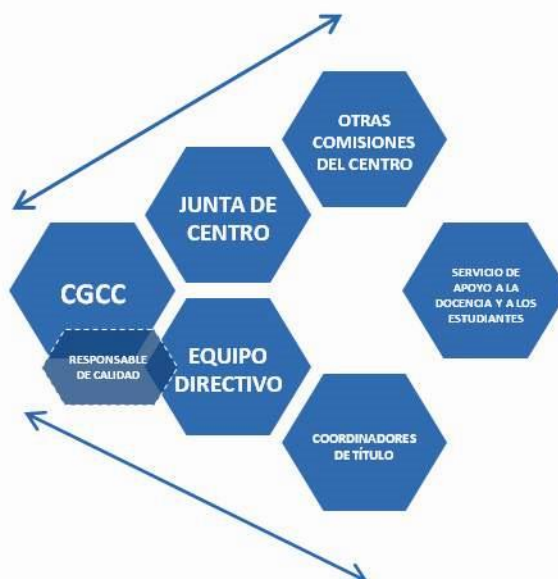 OTRAS
COMISIONES
DEL CENTRO
JUNTA DE
CENTRO
CGCC
SERVICIO DE
APOYO A LA
DOCENCIA Y A LOS
ESTUDIANTES
RESPONSABLE
DE CALIDAD
EQUIPO
DIRECTIVO
COORDINADORES
DE TÍTULO